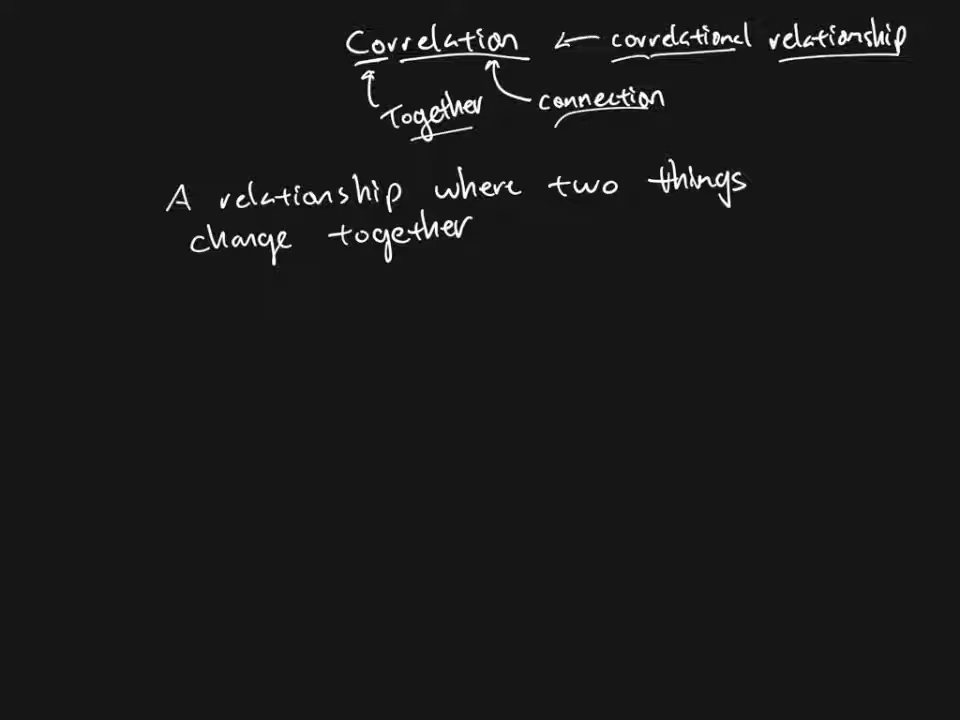 Correlation ← correlational relationship
Together connection
A relationship where two things
change together